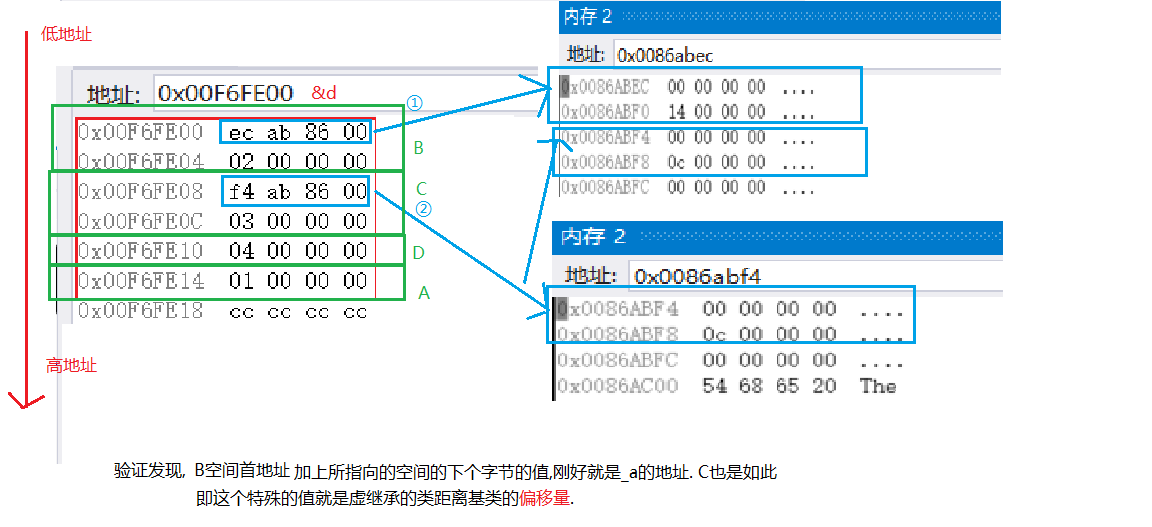 低地址
地址: 0x00F6FE00 &d
0x00F6FE00 ec ab 86 00 ①
B
0x00F6FE04 02 00 00 00
0x00F6FE08 f4 ab 86 00 C
②
0x00F6FE0C 03 00 00 00
0x00F6FE10 04 00 00 00 D
0x00F6FE14 01 00 00 00 A
0x00F6FE18 cc cc cc cc
高地址
内存 2
地址: 0x0086abec
0x0086ABEC 00 00 00 00 ....
0x0086ABF0 14 00 00 00 ....
0x0086ABF4 00 00 00 00 ....
0x0086ABF8 0c 00 00 00 ....
0x0086ABFC 00 00 00 00 ....
内存 2
地址: 0x0086abf4
0x0086ABF4 00 00 00 00 ....
0x0086ABF8 0c 00 00 00 ....
0x0086ABFC 00 00 00 00 ....
0x0086AC00 54 68 65 20 The
验证发现, B空间首地址 加上所指向的空间的下个字节的值,刚好就是_a的地址. C也是如此
即这个特殊的值就是虚继承的类距离基类的偏移量.